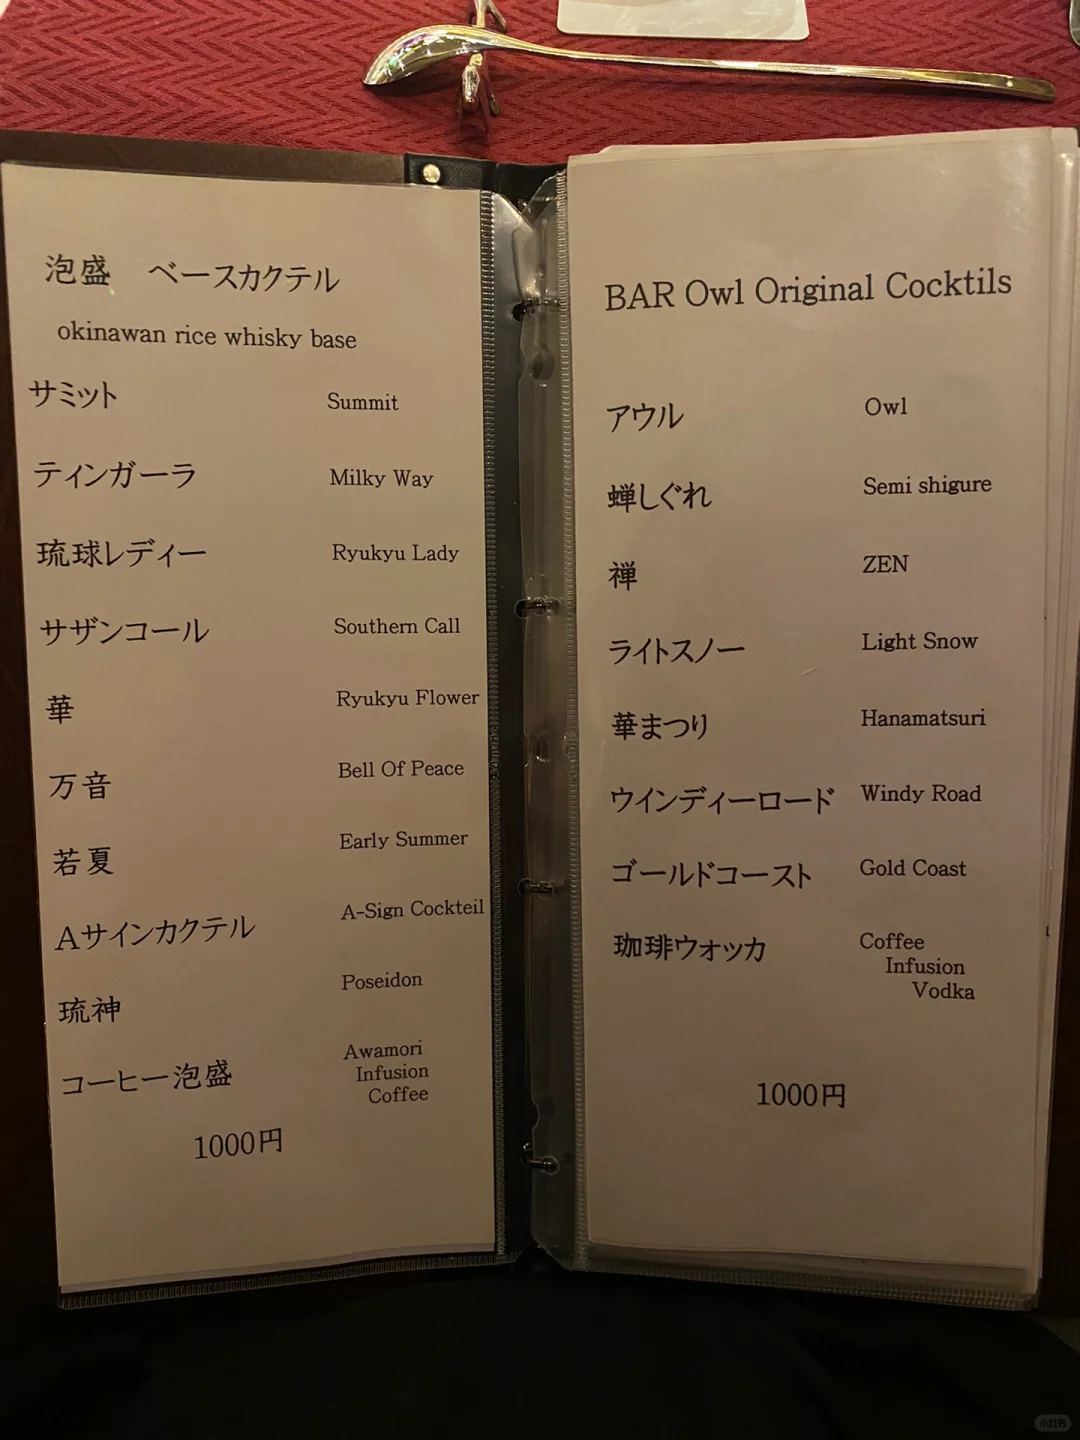 泡盛　ベースカクテル
okinawan rice whisky base
サミット Summit
ティンガーラ Milky Way
琉球レディー Ryukyu Lady
サザンコール Southern Call
華 Ryukyu Flower
万音 Bell Of Peace
若夏 Early Summer
Aサインカクテル A-Sign Cockteil
琉神 Poseidon
コーヒー泡盛 Awamori
Infusion
Coffee
1000円
BAR Owl Original Cocktils
アウル Owl
蝉しぐれ Semi shigure
禅 ZEN
ライトスノー Light Snow
華まつり Hanamatsuri
ウインディーロード Windy Road
ゴールドコースト Gold Coast
珈琲ウォッカ Coffee
Infusion
Vodka
1000円
小红书